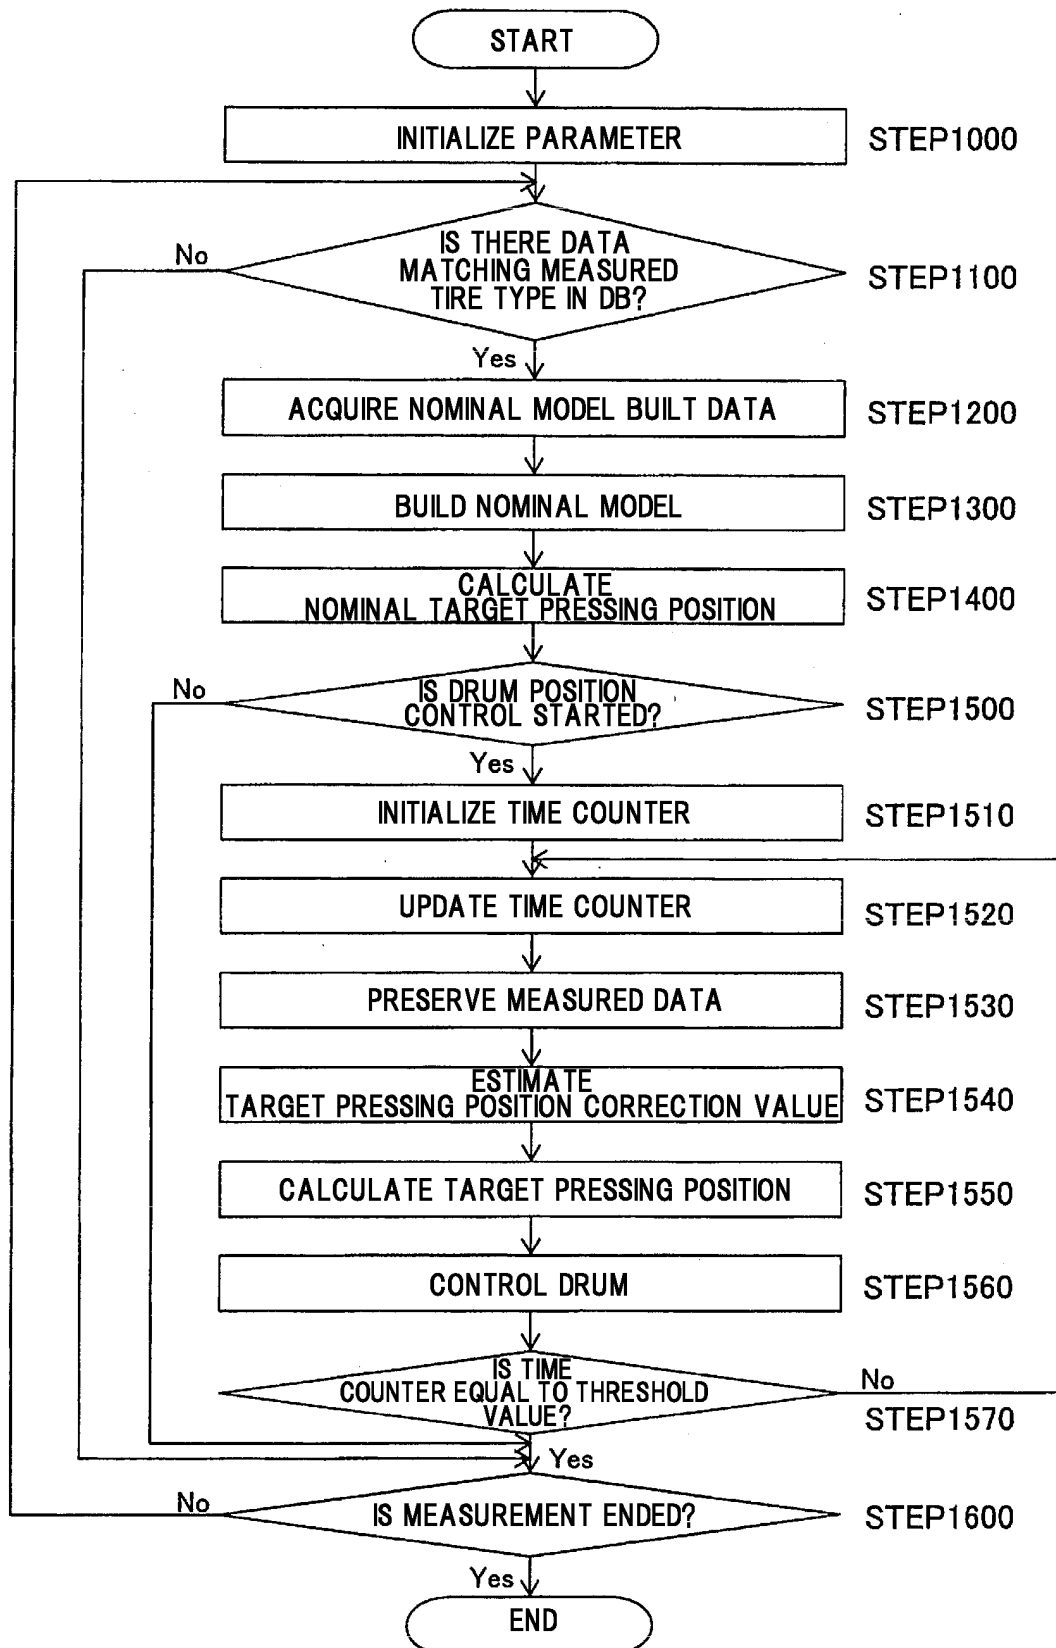 START
INITIALIZE PARAMETER
STEP1000
IS THERE DATA
MATCHING MEASURED
TIRE TYPE IN DB?
No
STEP1100
Yes
ACQUIRE NOMINAL MODEL BUILT DATA
STEP1200
BUILD NOMINAL MODEL
STEP1300
CALCULATE
NOMINAL TARGET PRESSING POSITION
STEP1400
No
IS DRUM POSITION
CONTROL STARTED?
STEP1500
Yes
INITIALIZE TIME COUNTER
STEP1510
UPDATE TIME COUNTER
STEP1520
PRESERVE MEASURED DATA
STEP1530
ESTIMATE
TARGET PRESSING POSITION CORRECTION VALUE
STEP1540
CALCULATE TARGET PRESSING POSITION
STEP1550
CONTROL DRUM
STEP1560
IS TIME
COUNTER EQUAL TO THRESHOLD
VALUE?
No
STEP1570
Yes
No
IS MEASUREMENT ENDED?
STEP1600
Yes
END